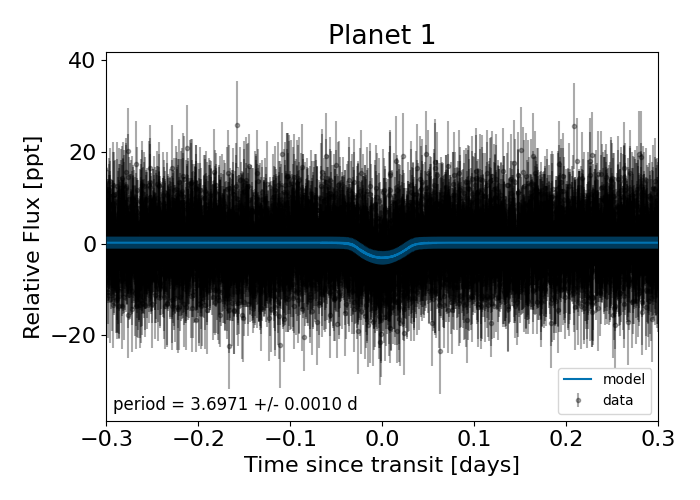 Planet 1
Relative Flux [ppt]
40
20
0
−20
period = 3.6971 +/- 0.0010 d
model
data
−0.3 −0.2 −0.1 0.0 0.1 0.2 0.3
Time since transit [days]